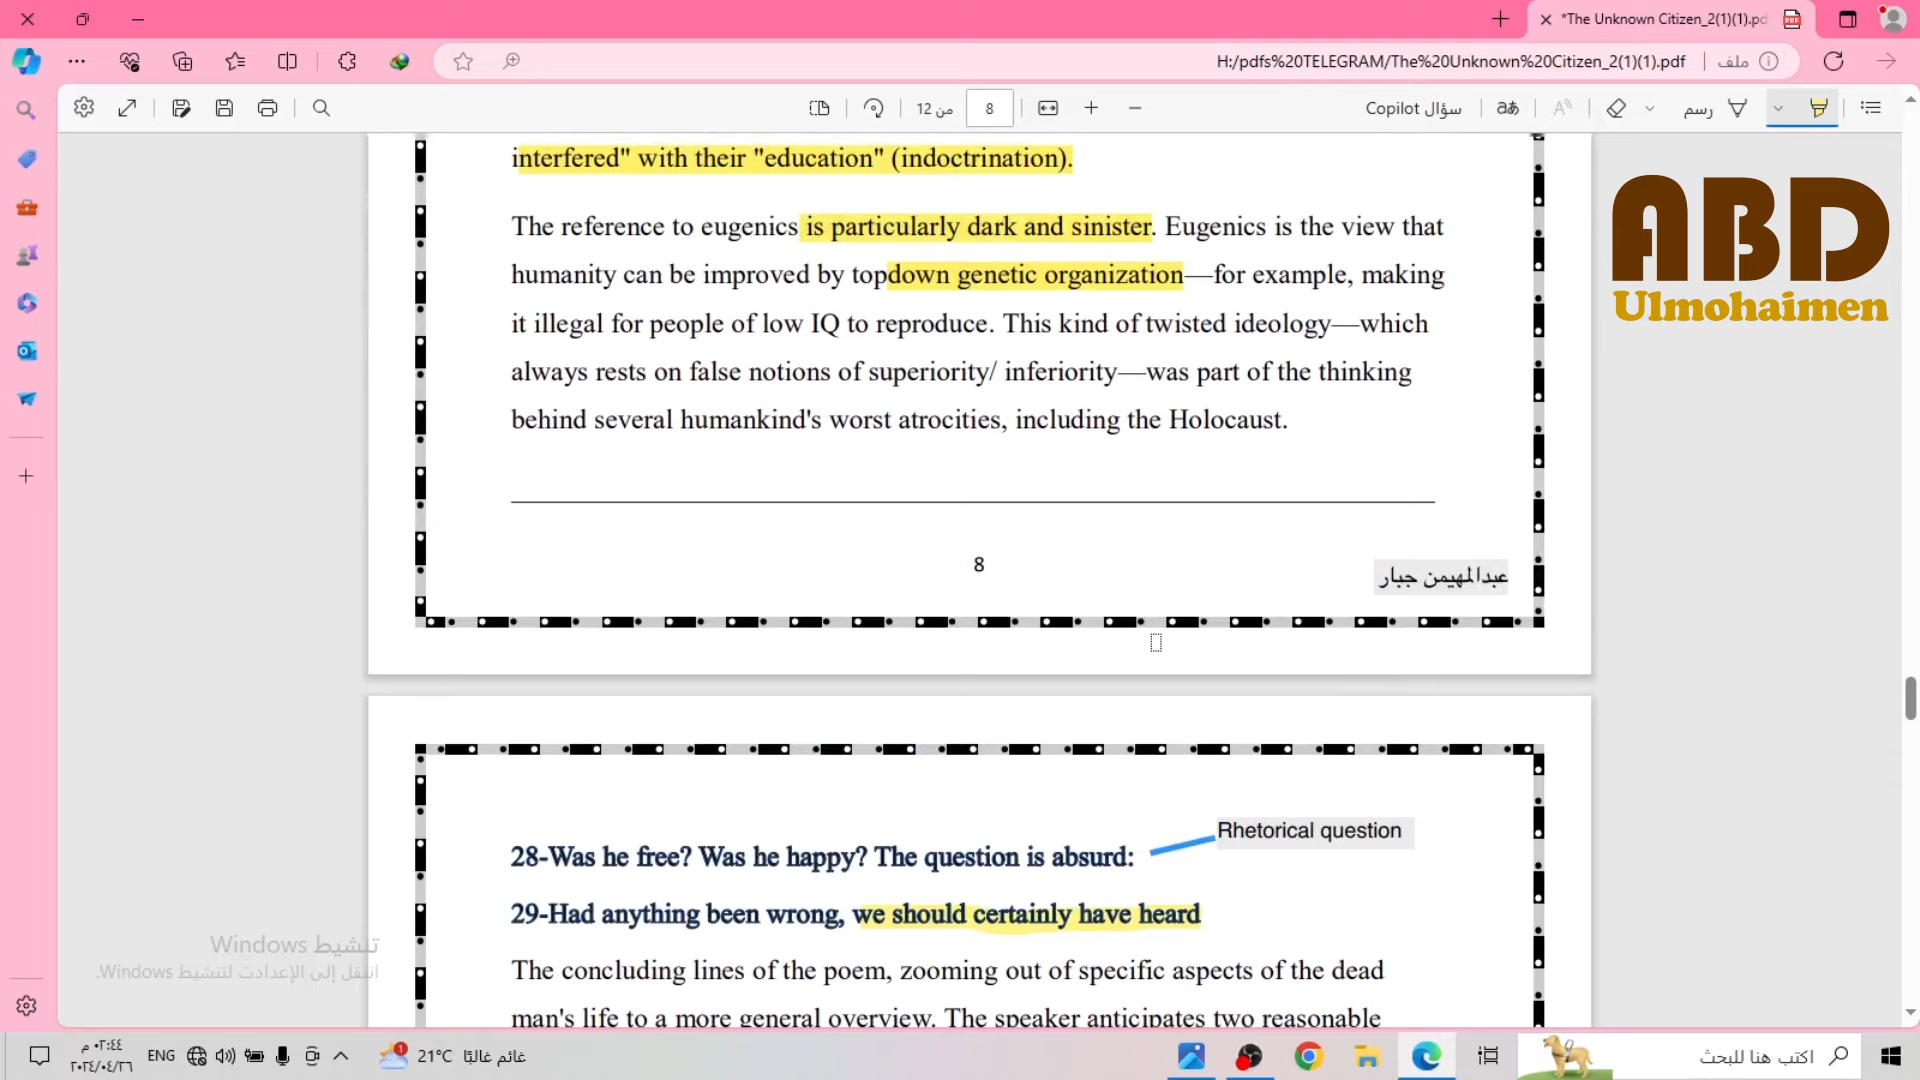 *The Unknown Citizen_2(1)(1).pd
H:/pdfs%20TELEGRAM/The%20Unknown%20Citizen_2(1)(1).pdf
ملف
من 12
8
سؤال Copilot
رسم
interfered" with their "education" (indoctrination).
The reference to eugenics is particularly dark and sinister. Eugenics is the view that
humanity can be improved by topdown genetic organization—for example, making
it illegal for people of low IQ to reproduce. This kind of twisted ideology—which
always rests on false notions of superiority/ inferiority—was part of the thinking
behind several humankind's worst atrocities, including the Holocaust.
8
عبدالمهيمن جبار
ABD
Ulmohaimen
Rhetorical question
28-Was he free? Was he happy? The question is absurd:
29-Had anything been wrong, we should certainly have heard
The concluding lines of the poem, zooming out of specific aspects of the dead
man's life to a more general overview. The speaker anticipates two reasonable
تنشيط Windows
انتقل إلى الإعدادت لتنشيط Windows.
٠٢:٤٤ م
٢٠٢٤/٠٤/٢٦
ENG
21°C غائم غالبًا
اكتب هنا للبحث